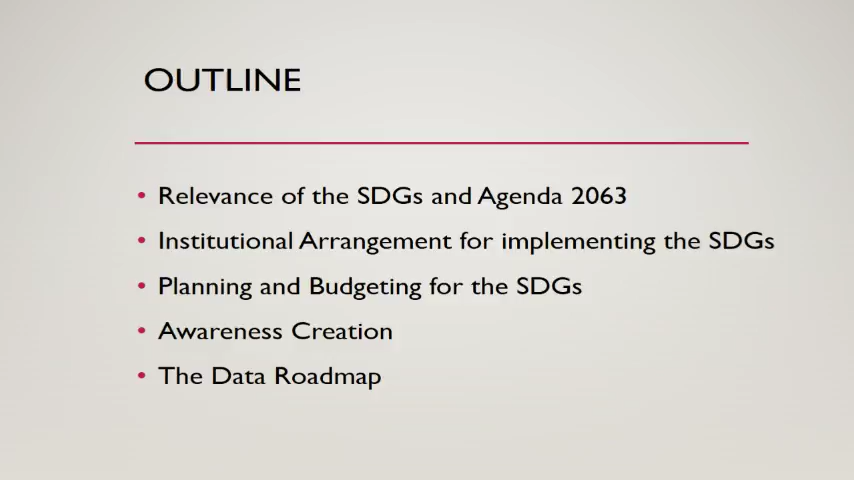 OUTLINE
• Relevance of the SDGs and Agenda 2063
• Institutional Arrangement for implementing the SDGs
• Planning and Budgeting for the SDGs
• Awareness Creation
• The Data Roadmap